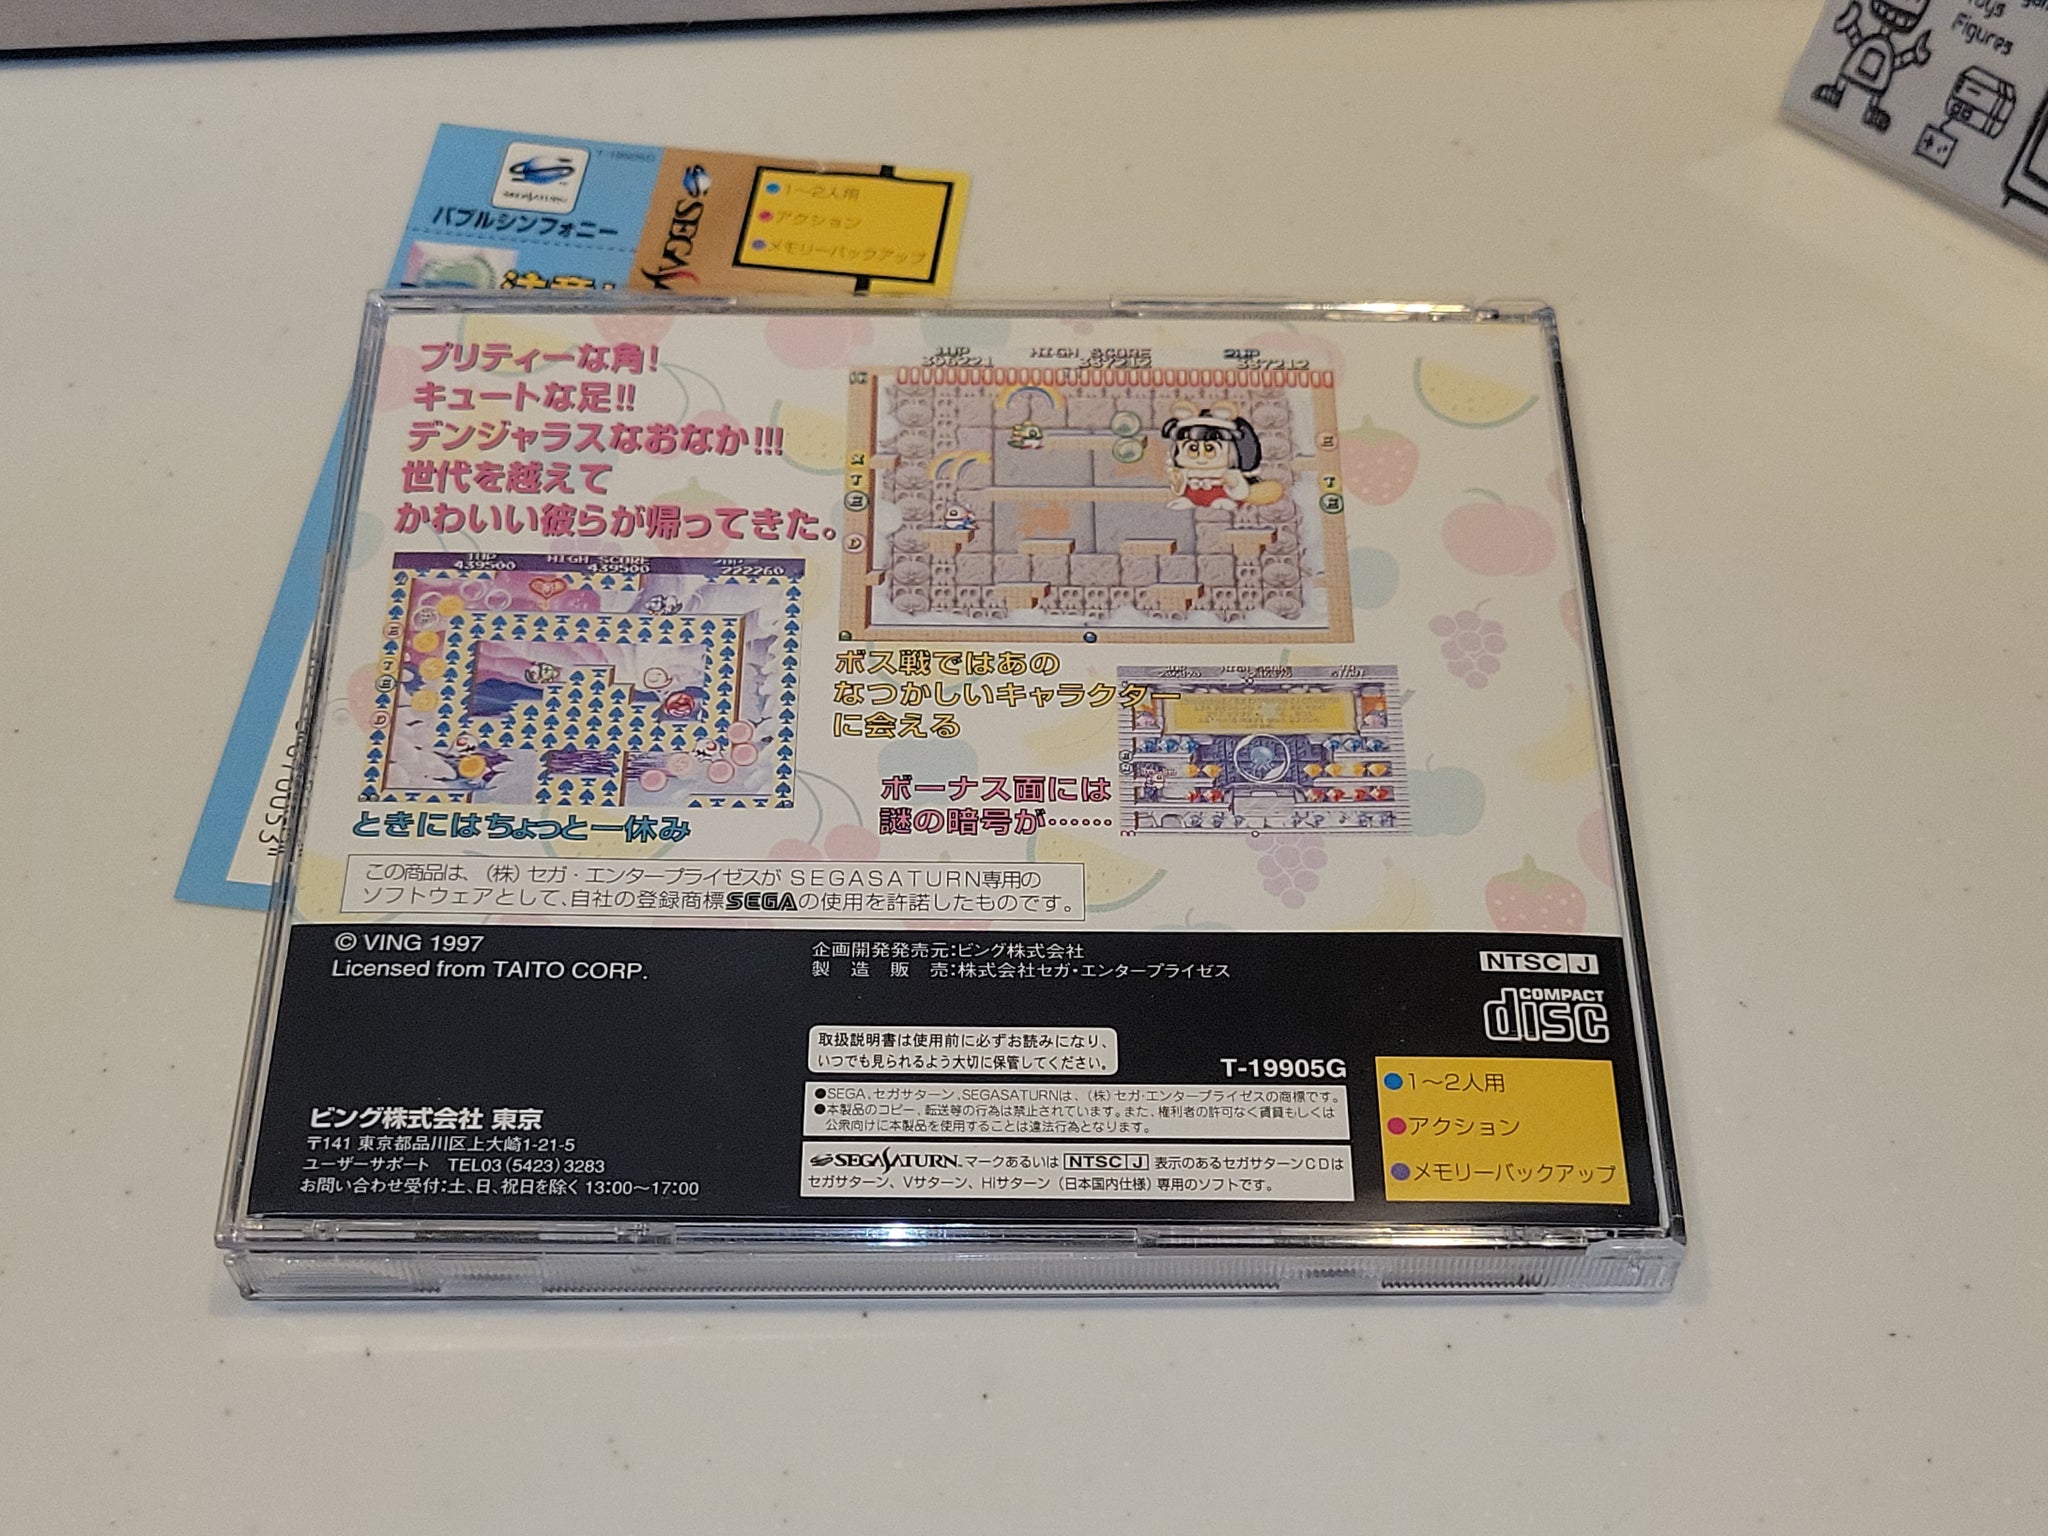 Toys
Figures
SEGA SATURN
バブルシンフォニー
注意!
SEGA
1〜2人用
アクション
メモリーバックアップ
プリティーな角!
キュートな足!!
デンジャラスなおなか!!!
世代を越えて
かわいい彼らが帰ってきた。
1UP HIGH SCORE 2UP
396221 337212 337212
1UP HIGH SCORE 2UP
439500 439500 222260
ボス戦ではあの
なつかしいキャラクター
に会える
ボーナス面には
謎の暗号が……
ときにはちょっと一休み
この商品は、(株)セガ・エンタープライゼスがSEGASATURN専用の
ソフトウェアとして、自社の登録商標SEGAの使用を許諾したものです。
© VING 1997
Licensed from TAITO CORP.
企画開発発売元:ビング株式会社
製造販売:株式会社セガ・エンタープライゼス
NTSC J
COMPACT
disc
取扱説明書は使用前に必ずお読みになり、
いつでも見られるよう大切に保管してください。
T-19905G
●SEGA、セガサターン、SEGASATURNは、(株)セガ・エンタープライゼスの商標です。
●本製品のコピー、転送等の行為は禁止されています。また、権利者の許可なく賃貸もしくは
公衆向けに本製品を使用することは違法行為となります。
SEGA SATURN™マークあるいは NTSC J 表示のあるセガサターンCDは
セガサターン、Vサターン、Hiサターン(日本国内仕様)専用のソフトです。
1〜2人用
アクション
メモリーバックアップ
ビング株式会社 東京
〒141 東京都品川区上大崎1-21-5
ユーザーサポート TEL03(5423)3283
お問い合わせ受付:土、日、祝日を除く 13:00〜17:00